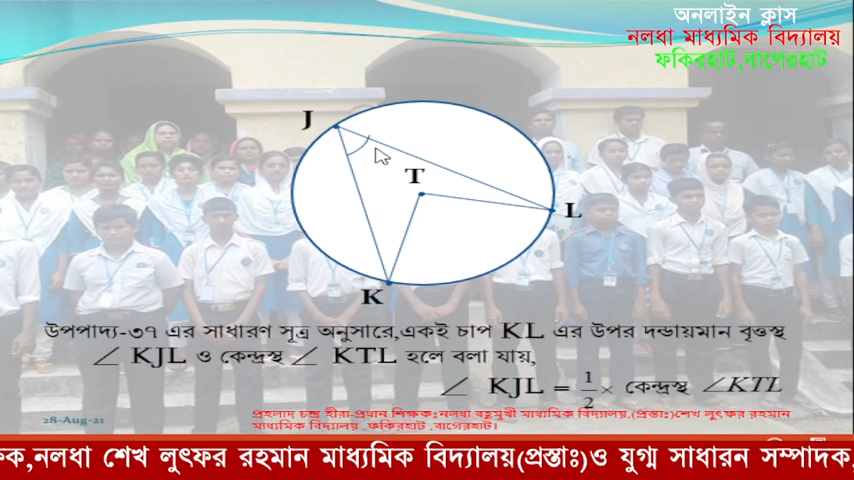 অনলাইন ক্লাস
নলধা মাধ্যমিক বিদ্যালয়
ফকিরহাট,বাগেরহাট
J
T
L
K
উপপাদ্য-৩৭ এর সাধারণ সূত্র অনুসারে,একই চাপ KL এর উপর দন্ডায়মান বৃত্তস্থ
∠ KJL ও কেন্দ্রস্থ ∠ KTL হলে বলা যায়,
∠ KJL = 1/2 × কেন্দ্রস্থ ∠KTL
28-Aug-21
প্রহলাদ চন্দ্র হীরা-প্রধান শিক্ষক:নলধা বহুমুখী মাধ্যমিক বিদ্যালয়.(প্রস্তাঃ)শেখ লুৎফর রহমান
মাধ্যমিক বিদ্যালয় ,ফকিরহাট ,বাগেরহাট।
ক,নলধা শেখ লুৎফর রহমান মাধ্যমিক বিদ্যালয়(প্রস্তাঃ)ও যুগ্ম সাধারন সম্পাদক,